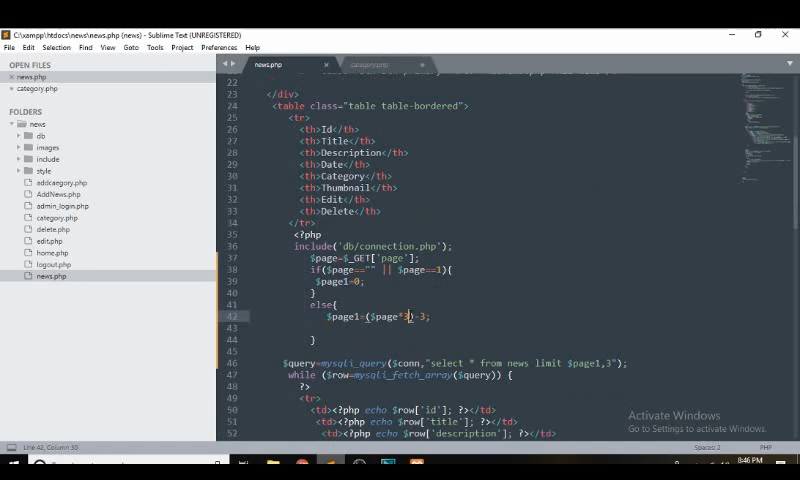 C:\xampp\htdocs\news\news.php (news) - Sublime Text (UNREGISTERED)
File Edit Selection Find View Goto Tools Project Preferences Help
OPEN FILES
news.php
category.php
FOLDERS
news
db
images
include
style
addcaegory.php
AddNews.php
admin_login.php
category.php
delete.php
edit.php
home.php
logout.php
news.php
news.php category.php
22
23 </div>
24 <table class="table table-bordered">
25 <tr>
26 <th>Id</th>
27 <th>Title</th>
28 <th>Description</th>
29 <th>Date</th>
30 <th>Category</th>
31 <th>Thumbnail</th>
32 <th>Edit</th>
33 <th>Delete</th>
34 </tr>
35 <?php
36 include('db/connection.php');
37 $page=$_GET['page'];
38 if($page=="" || $page==1){
39 $page1=0;
40 }
41 else{
42 $page1=($page*3)-3;
43
44 }
45
46 $query=mysqli_query($conn,"select * from news limit $page1,3");
47 while ($row=mysqli_fetch_array($query)) {
48 ?>
49 <tr>
50 <td><?php echo $row['id']; ?></td>
51 <td><?php echo $row['title']; ?></td>
52 <td><?php echo $row['description']; ?></td>
Activate Windows
Go to Settings to activate Windows.
Line 42, Column 30 Spaces: 2 PHP
8:46 PM